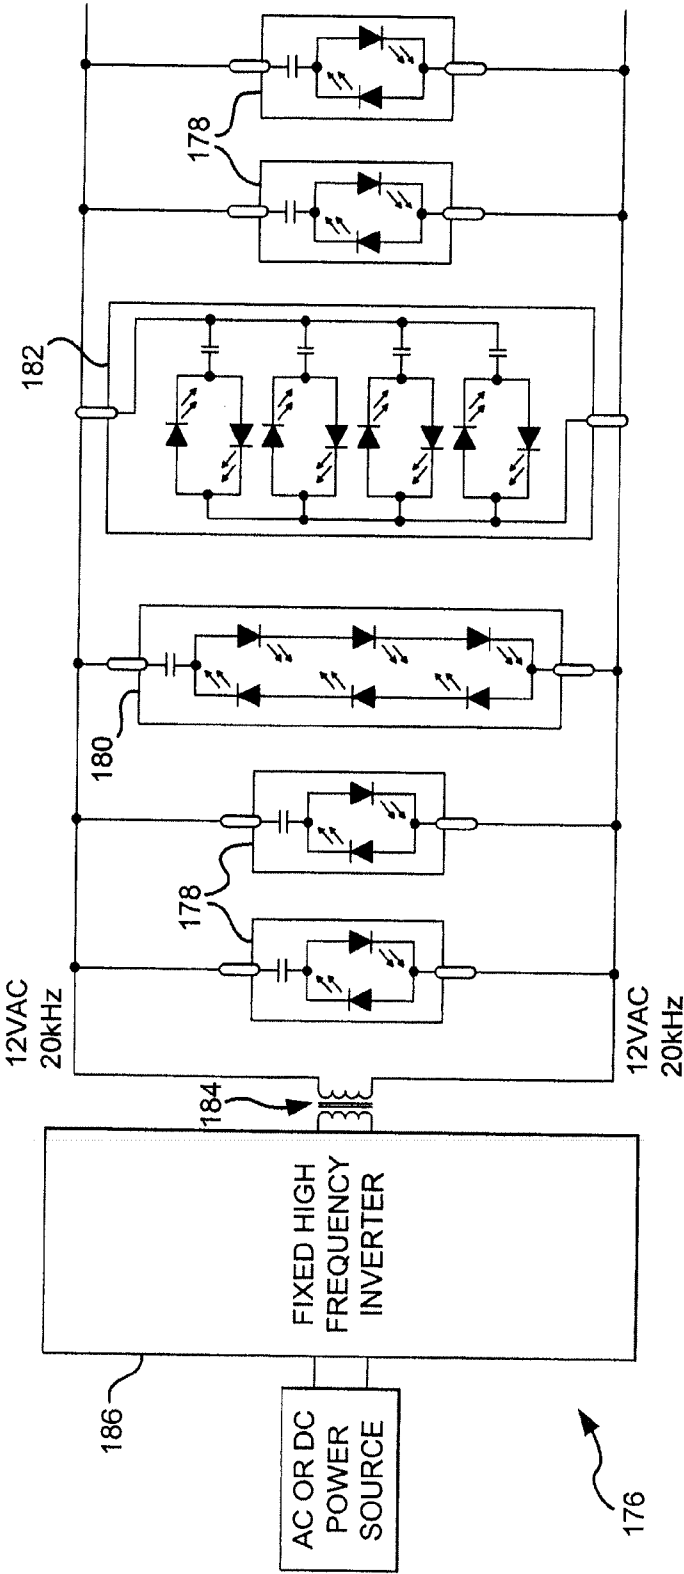 176
AC OR DC
POWER
SOURCE
186
FIXED HIGH
FREQUENCY
INVERTER
184
12VAC
20kHz
12VAC
20kHz
178
180
182
178